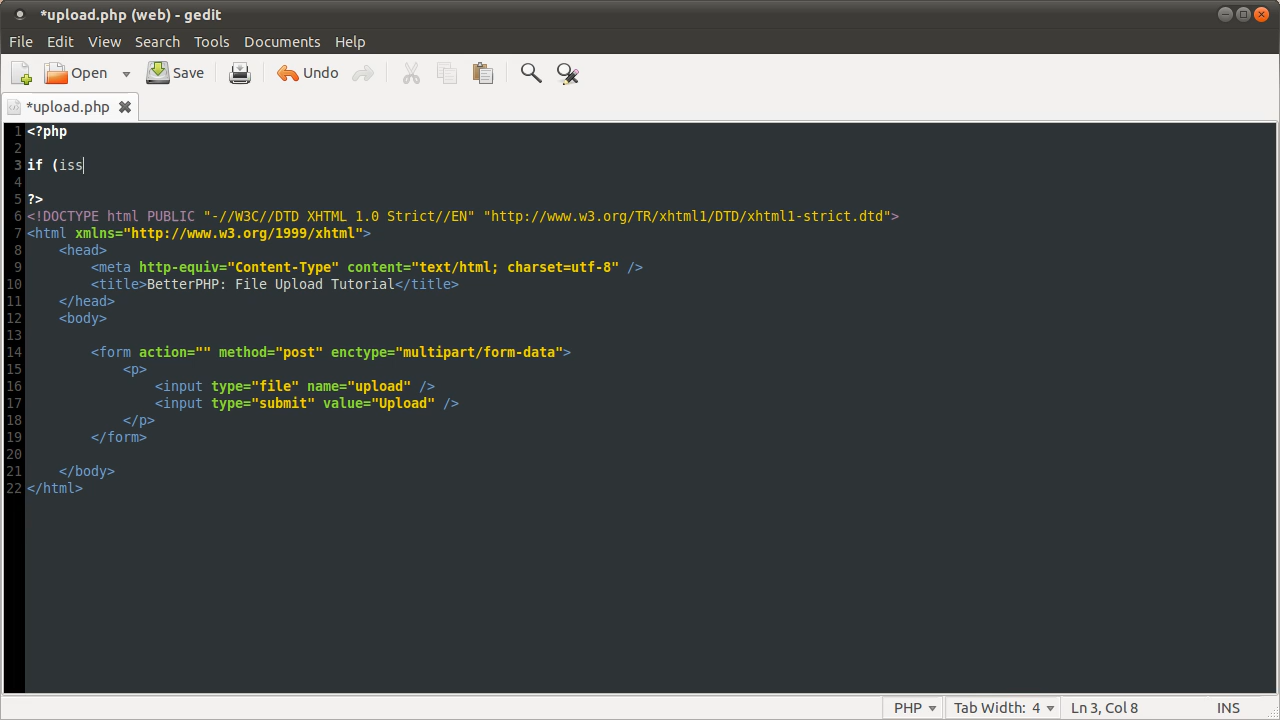 *upload.php (web) - gedit
File Edit View Search Tools Documents Help
Open Save Undo
*upload.php
1 <?php
2
3 if (iss
4
5 ?>
6 <!DOCTYPE html PUBLIC "-//W3C//DTD XHTML 1.0 Strict//EN" "http://www.w3.org/TR/xhtml1/DTD/xhtml1-strict.dtd">
7 <html xmlns="http://www.w3.org/1999/xhtml">
8     <head>
9         <meta http-equiv="Content-Type" content="text/html; charset=utf-8" />
10         <title>BetterPHP: File Upload Tutorial</title>
11     </head>
12     <body>
13
14         <form action="" method="post" enctype="multipart/form-data">
15             <p>
16                 <input type="file" name="upload" />
17                 <input type="submit" value="Upload" />
18             </p>
19         </form>
20
21     </body>
22 </html>
PHP Tab Width: 4 Ln 3, Col 8 INS